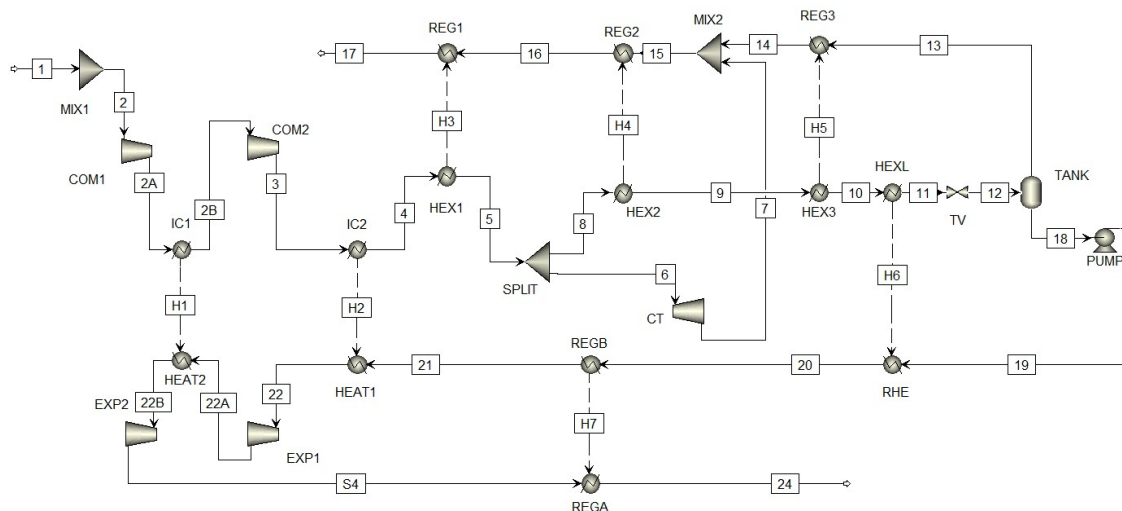 REG1
REG2
MIX2
REG3
17
16
15
14
13
1
2
MIX1
COM2
H3
H4
H5
COM1
2A
2B
3
HEXL
TANK
4
HEX1
7
9
10
11
12
IC1
IC2
5
8
HEX2
HEX3
TV
18
PUMP
SPLIT
6
H1
H2
CT
H6
REGB
HEAT2
HEAT1
21
20
RHE
19
EXP2
22B
22A
22
EXP1
H7
S4
REGA
24